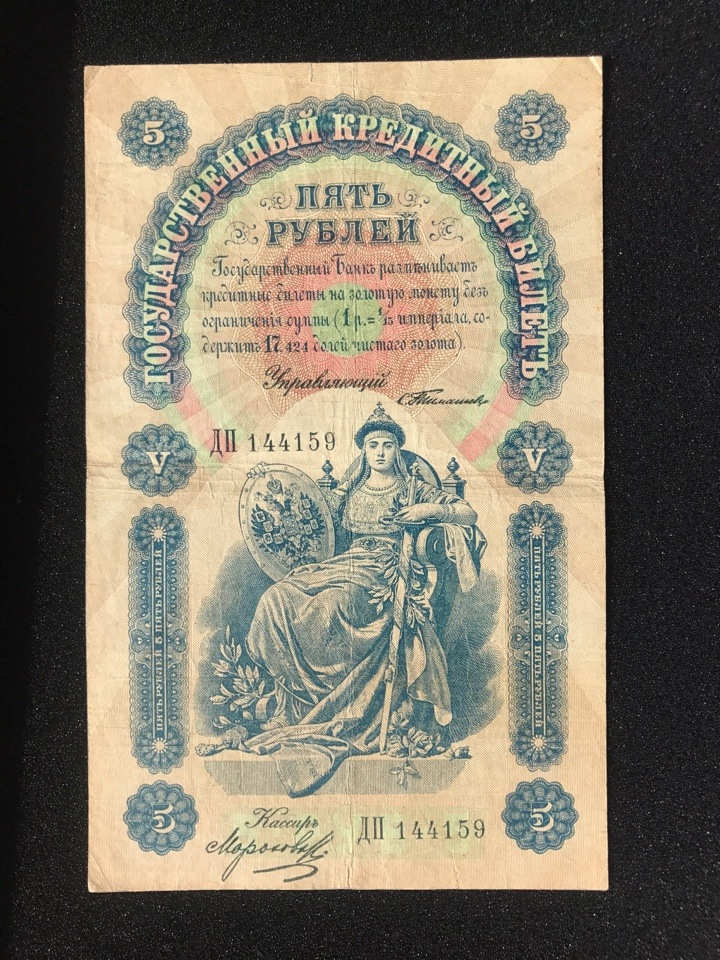 5 5
ГОСУДАРСТВЕННЫЙ КРЕДИТНЫЙ БИЛЕТЪ
ПЯТЬ
РУБЛЕЙ
Государственный Банкъ размѣниваетъ
кредитные билеты на золотую монету безъ
ограниченія суммы (1 р. = 1/15 имперіала, со-
держитъ 17,424 долей чистаго золота).
Управляющій
С. Тимашевъ
ДП 144159
V V
ПЯТЬ РУБЛЕЙ 5 ПЯТЬ РУБЛЕЙ
ПЯТЬ РУБЛЕЙ 5 ПЯТЬ РУБЛЕЙ
5 5
Кассиръ
ДП 144159